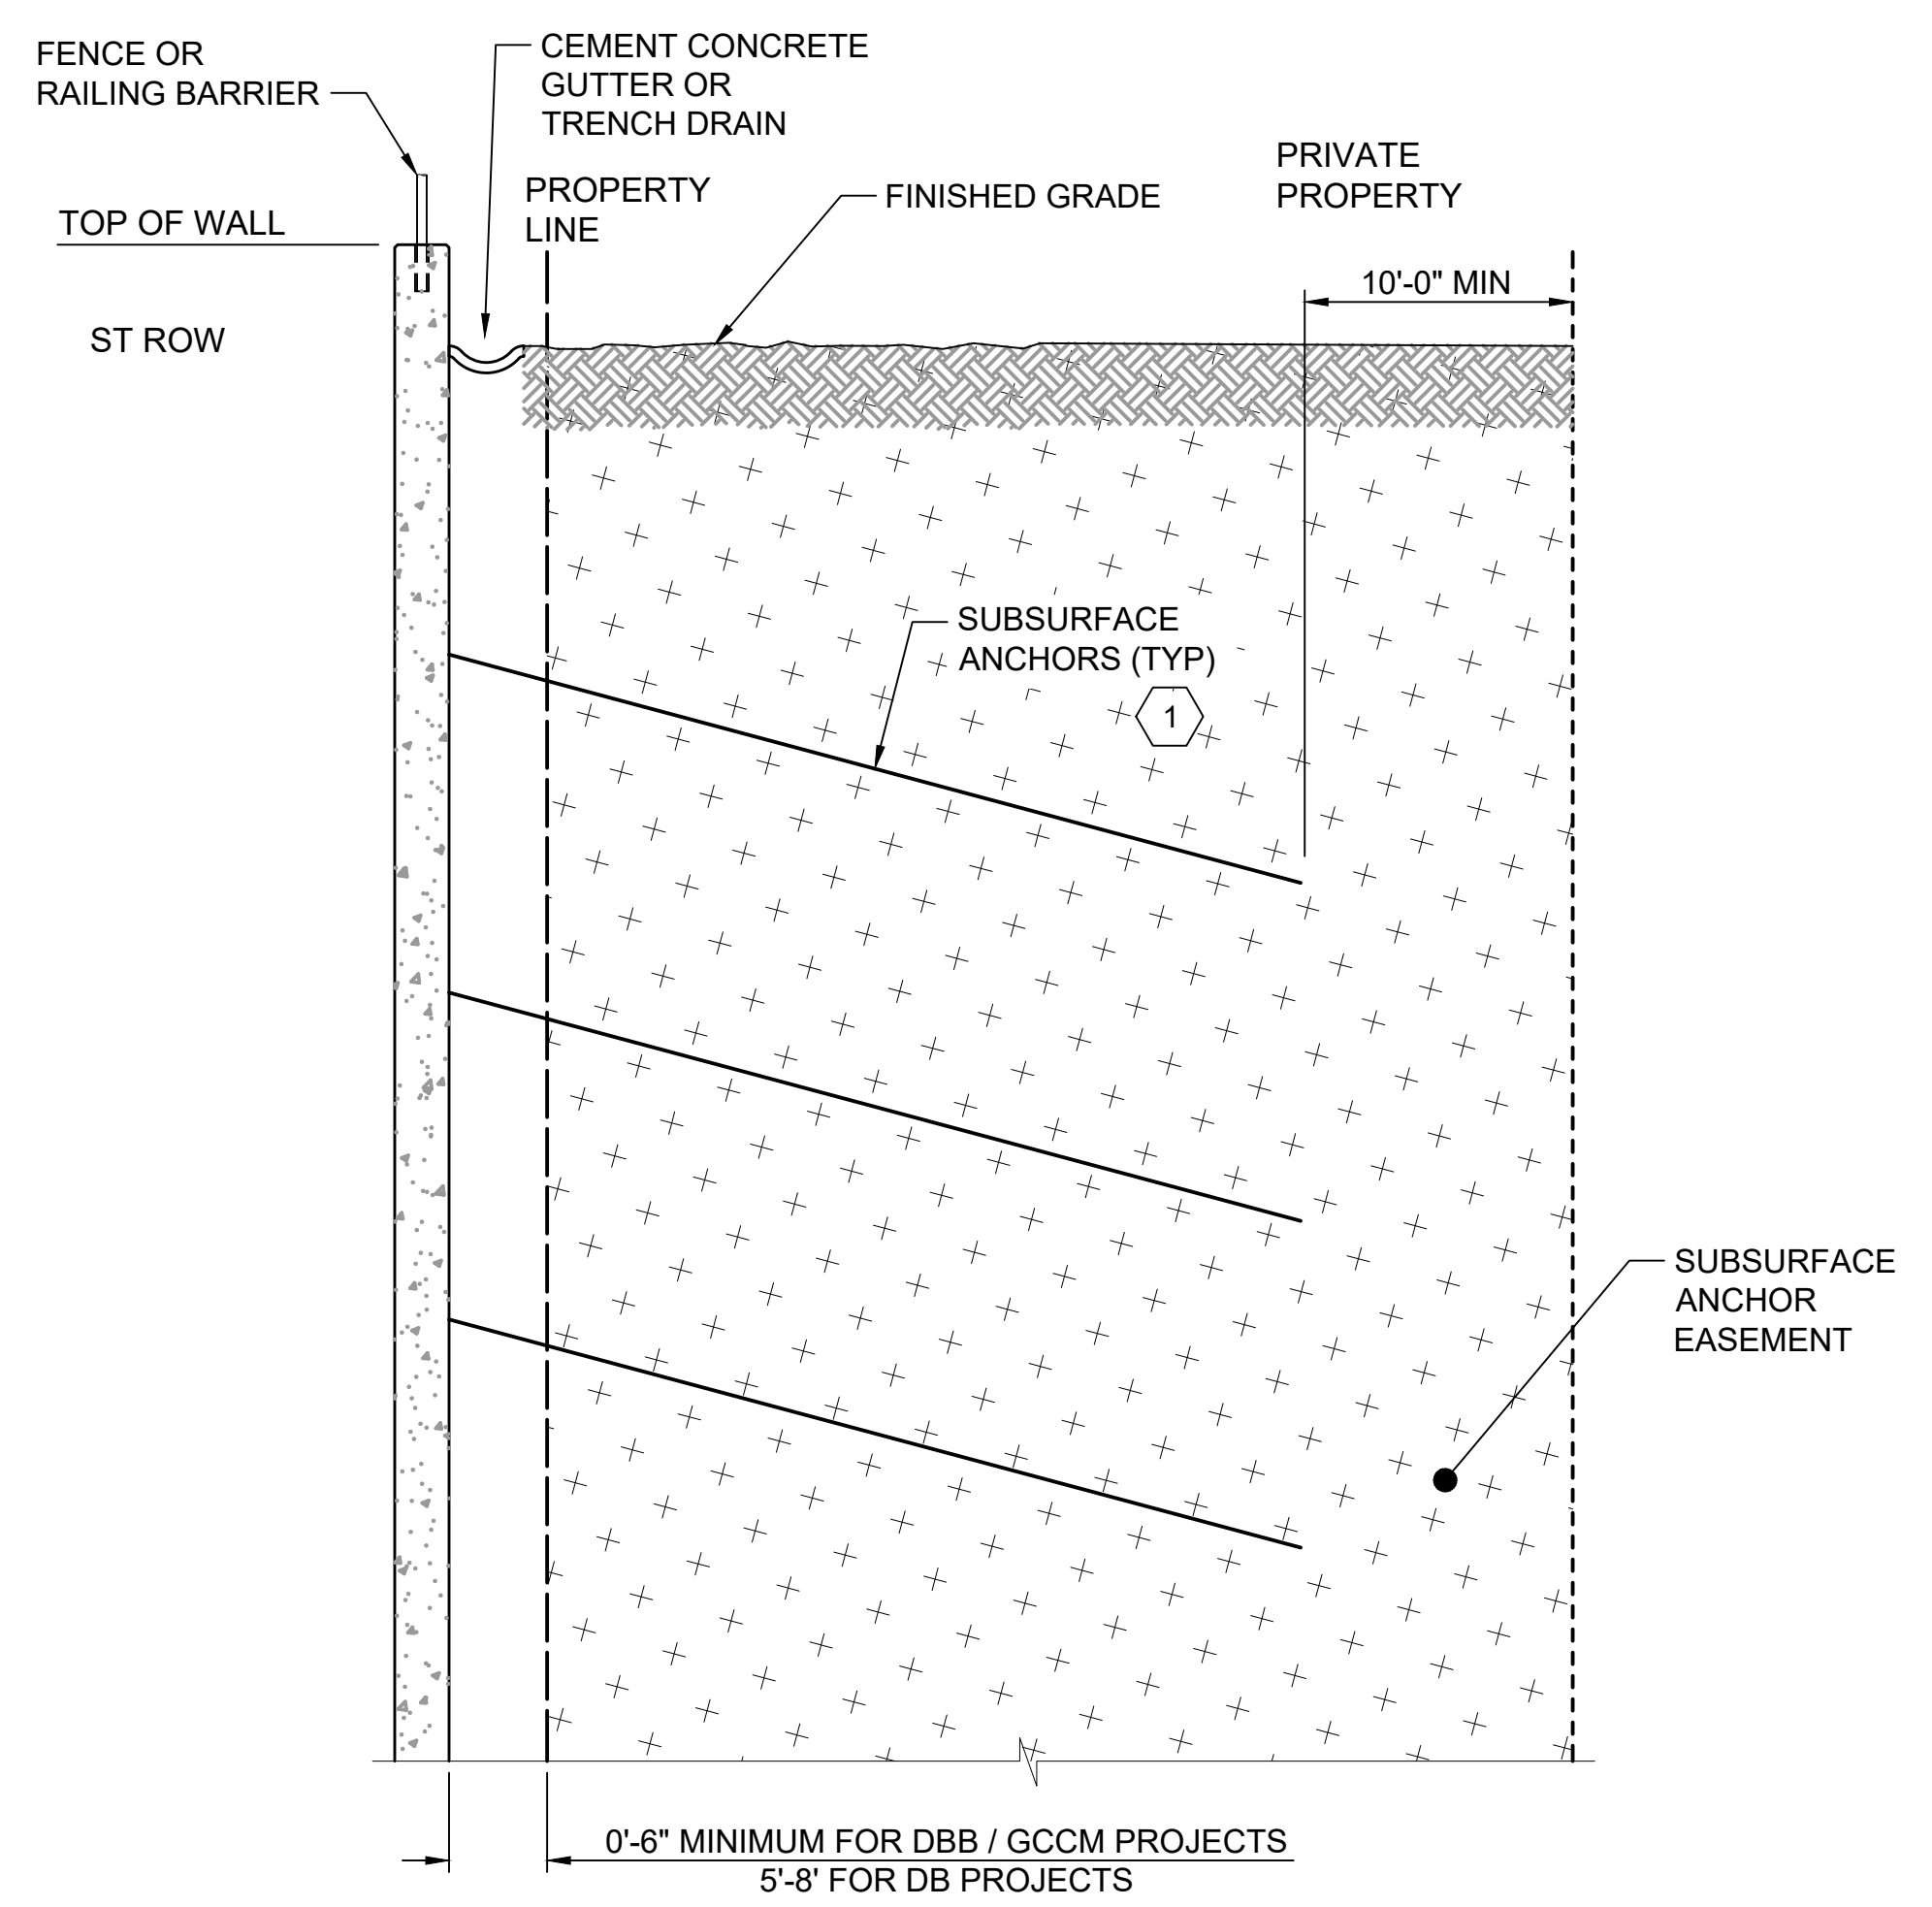 FENCE OR
RAILING BARRIER
CEMENT CONCRETE
GUTTER OR
TRENCH DRAIN
PROPERTY
LINE
FINISHED GRADE
PRIVATE
PROPERTY
TOP OF WALL
10'-0" MIN
ST ROW
SUBSURFACE
ANCHORS (TYP)
1
SUBSURFACE
ANCHOR
EASEMENT
0'-6" MINIMUM FOR DBB / GCCM PROJECTS
5'-8' FOR DB PROJECTS